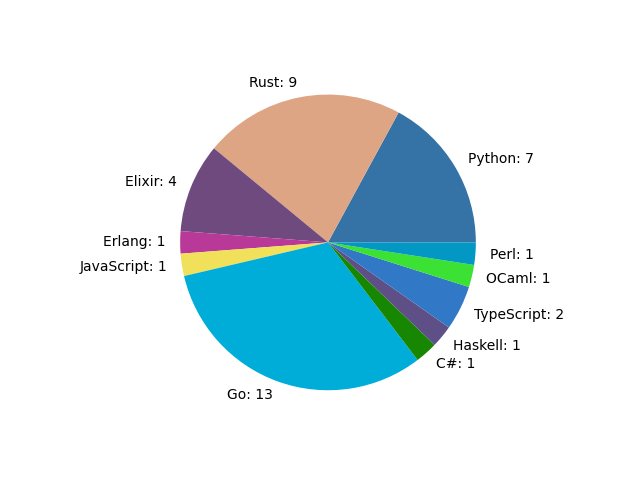 Rust: 9
Python: 7
Elixir: 4
Erlang: 1
JavaScript: 1
Perl: 1
OCaml: 1
TypeScript: 2
Haskell: 1
C#: 1
Go: 13